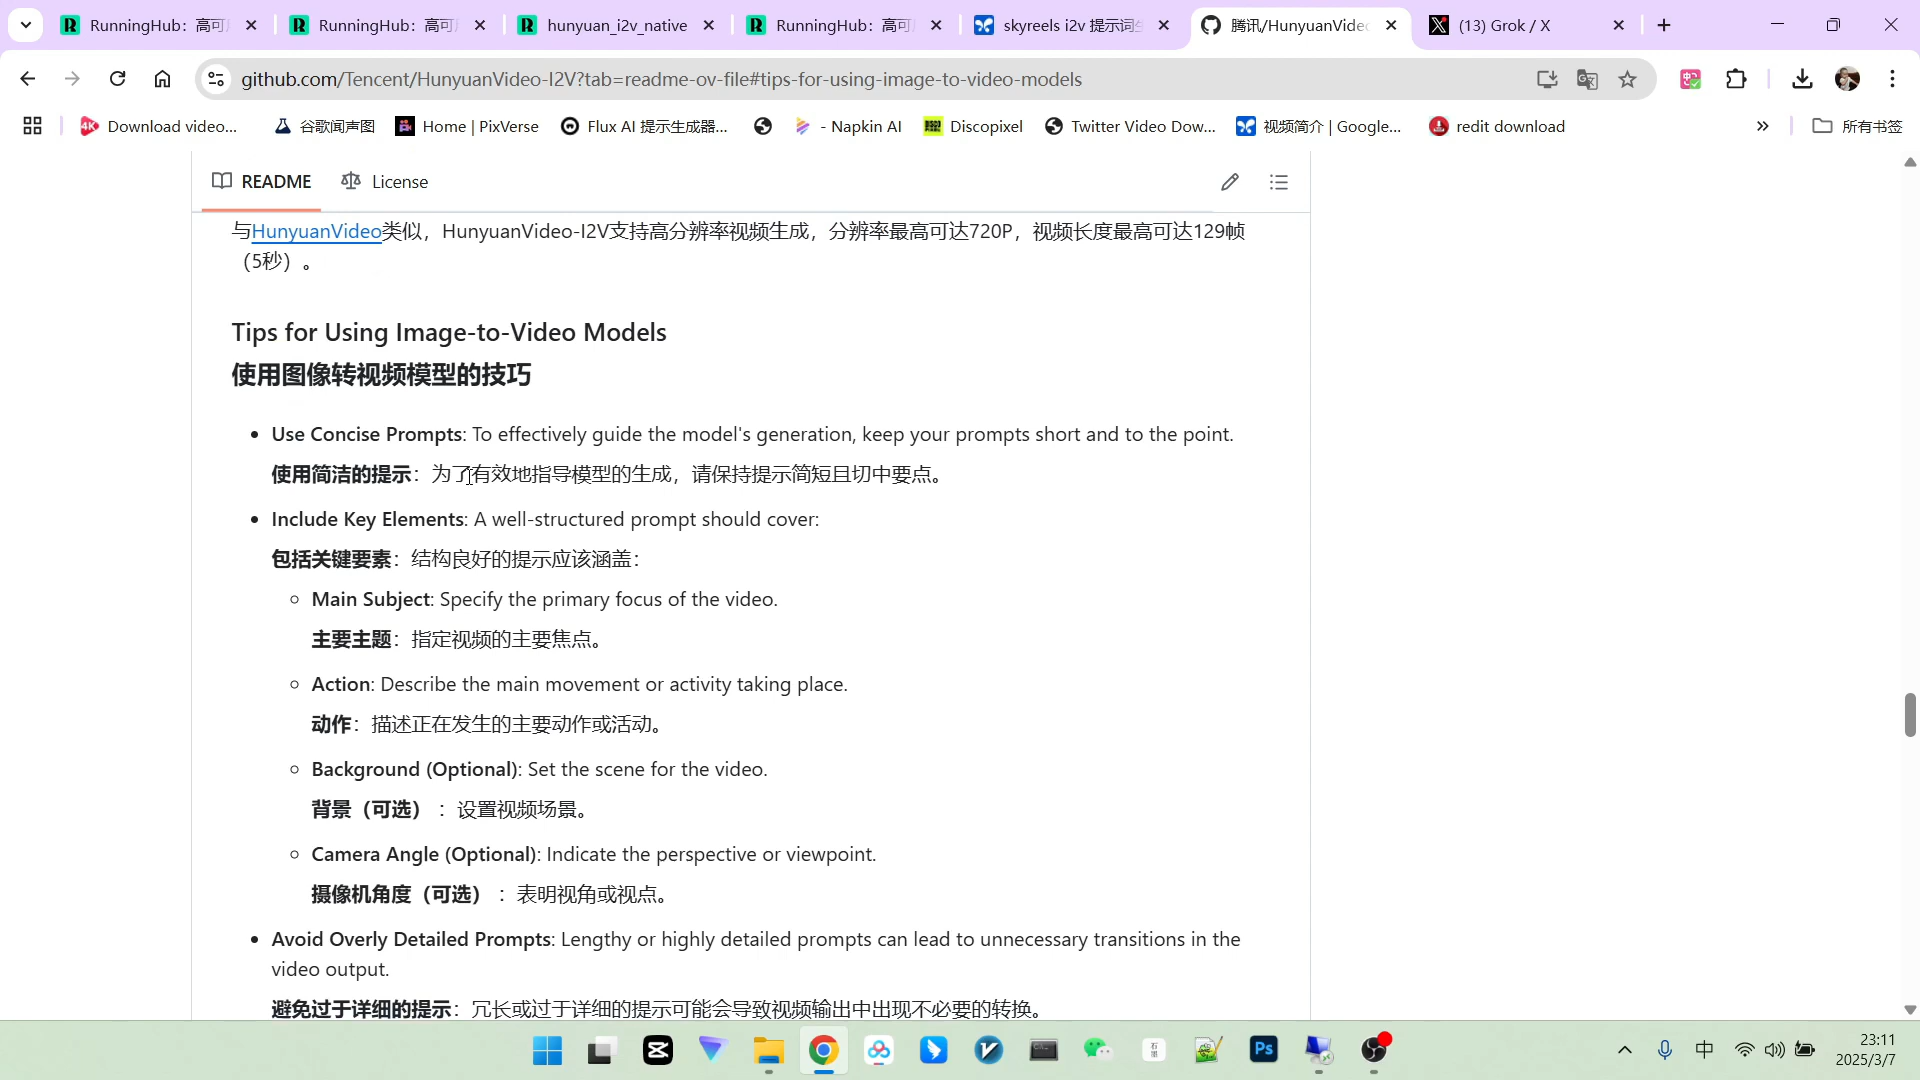 RunningHub：高可
RunningHub：高可
hunyuan_i2v_native
RunningHub：高可
skyreels i2v 提示词
腾讯/HunyuanVideo
(13) Grok / X
github.com/Tencent/HunyuanVideo-I2V?tab=readme-ov-file#tips-for-using-image-to-video-models
Download video...
谷歌闻声图
Home | PixVerse
Flux AI 提示生成器...
- Napkin AI
Discopixel
Twitter Video Dow...
视频简介 | Google...
redit download
所有书签
README
License
与HunyuanVideo类似，HunyuanVideo-I2V支持高分辨率视频生成，分辨率最高可达720P，视频长度最高可达129帧
（5秒）。
Tips for Using Image-to-Video Models
使用图像转视频模型的技巧
Use Concise Prompts: To effectively guide the model's generation, keep your prompts short and to the point.
使用简洁的提示：为了有效地指导模型的生成，请保持提示简短且切中要点。
Include Key Elements: A well-structured prompt should cover:
包括关键要素：结构良好的提示应该涵盖：
Main Subject: Specify the primary focus of the video.
主要主题：指定视频的主要焦点。
Action: Describe the main movement or activity taking place.
动作：描述正在发生的主要动作或活动。
Background (Optional): Set the scene for the video.
背景（可选）：设置视频场景。
Camera Angle (Optional): Indicate the perspective or viewpoint.
摄像机角度（可选）：表明视角或视点。
Avoid Overly Detailed Prompts: Lengthy or highly detailed prompts can lead to unnecessary transitions in the
video output.
避免过于详细的提示：冗长或过于详细的提示可能会导致视频输出中出现不必要的转换。
Ps
中
23:11
2025/3/7